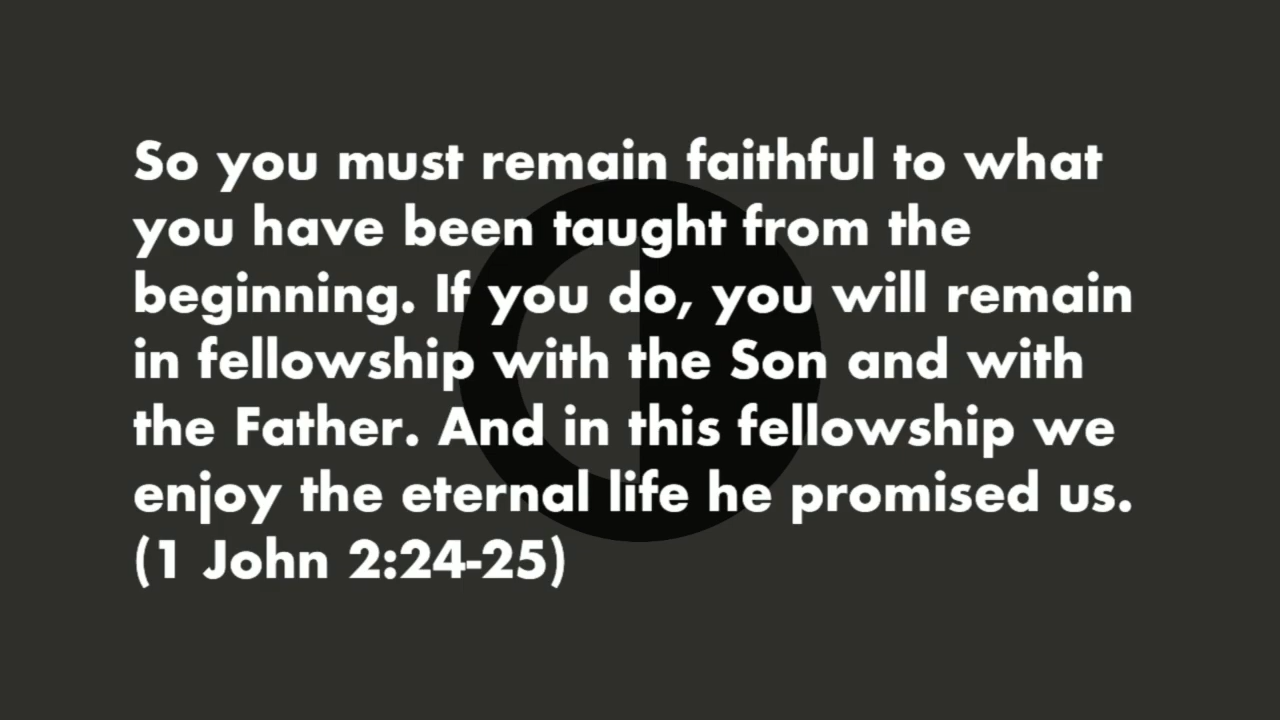 So you must remain faithful to what
you have been taught from the
beginning. If you do, you will remain
in fellowship with the Son and with
the Father. And in this fellowship we
enjoy the eternal life he promised us.
(1 John 2:24-25)